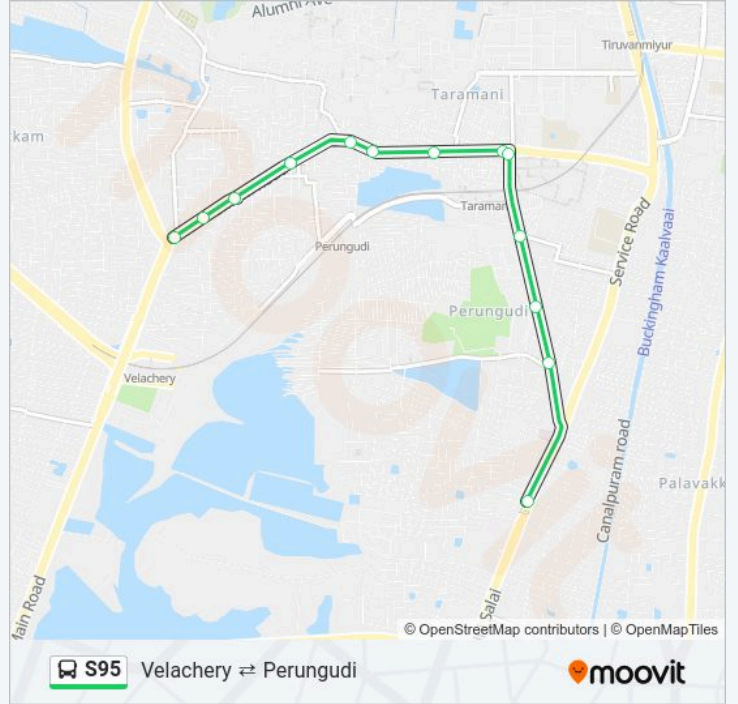 Alumni Ave
Tiruvanmiyur
Taramani
kam
Taraman
Service Road
Perungudi
Buckingham Kaalvaai
Perungudi
Velachery
Canalpuram road
Palavakk
Main Road
Salai
© OpenStreetMap contributors | © OpenMapTiles
S95 Velachery ⇄ Perungudi
moovit